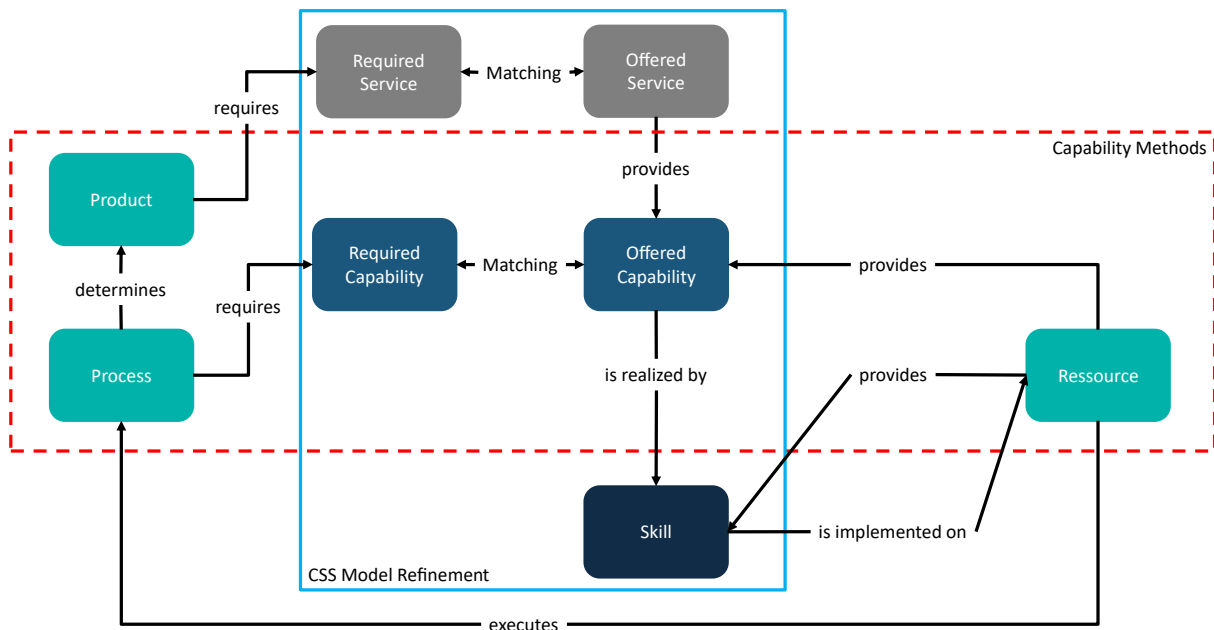 Required
Service
Matching
Offered
Service
requires
Capability Methods
provides
Product
Required
Capability
Matching
Offered
Capability
provides
determines
requires
Process
is realized by
provides
Ressource
Skill
is implemented on
CSS Model Refinement
executes